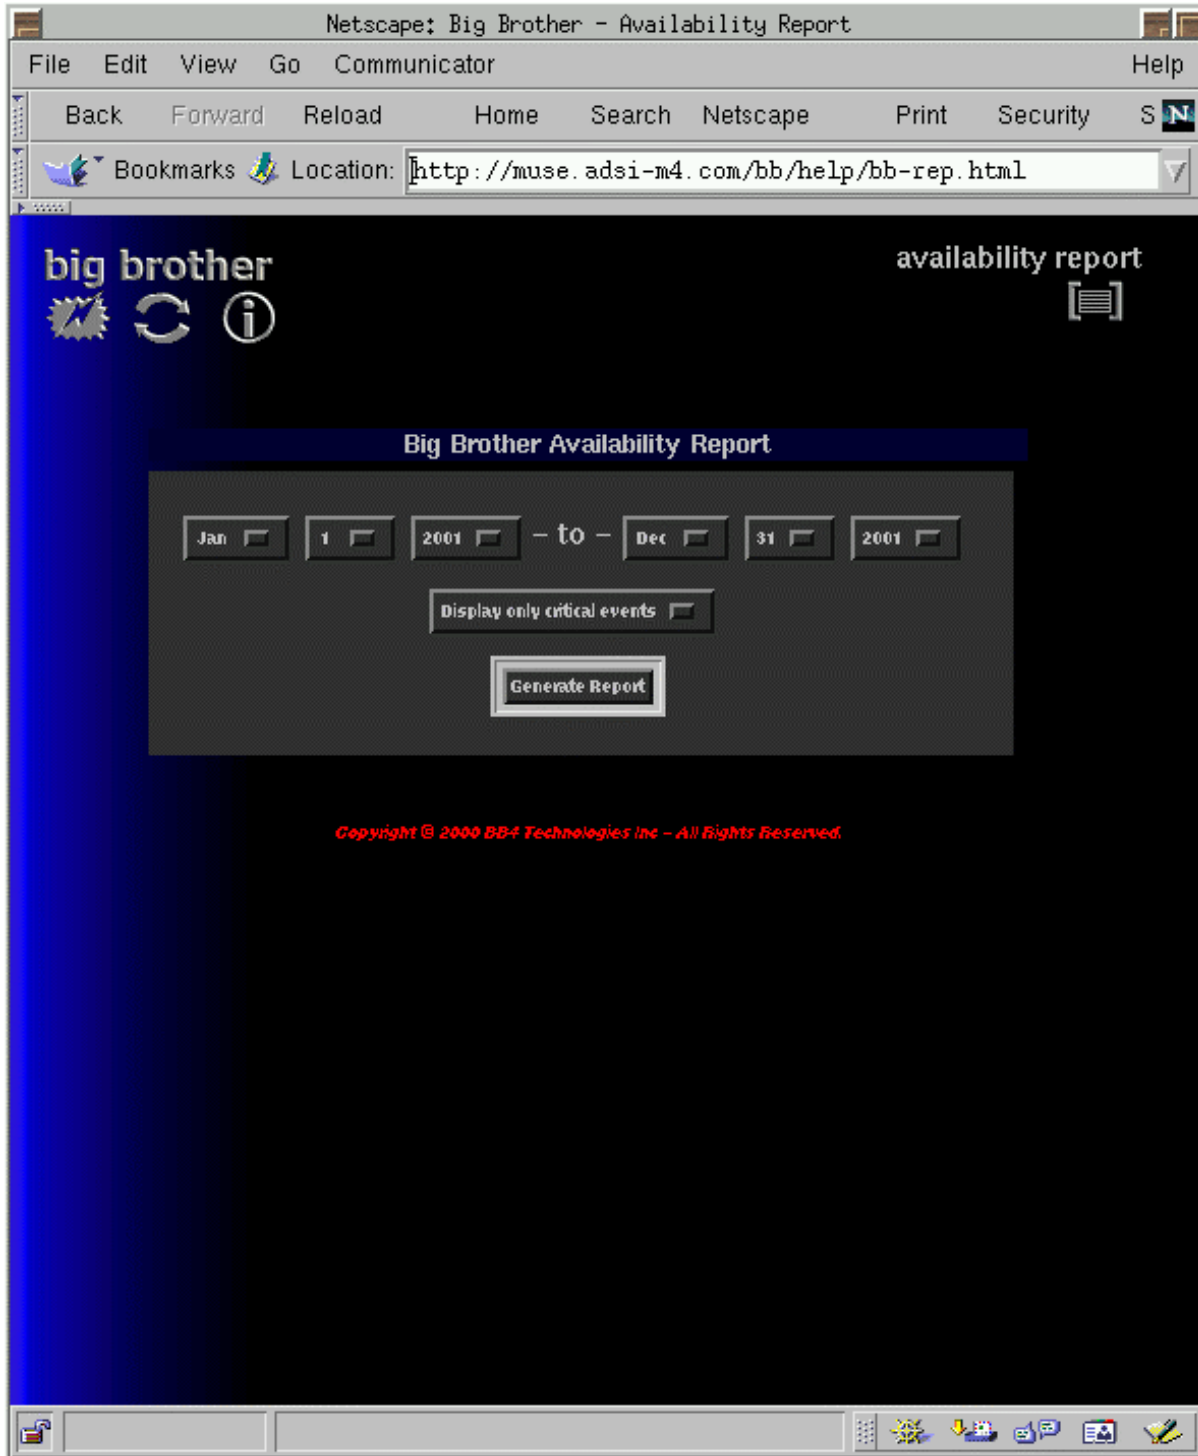 Netscape: Big Brother - Availability Report
File Edit View Go Communicator Help
Back Forward Reload Home Search Netscape Print Security S N
Bookmarks Location: http://muse.adsi-m4.com/bb/help/bb-rep.html
big brother
availability report
Big Brother Availability Report
Jan 1 2001 - to - Dec 31 2001
Display only critical events
Generate Report
Copyright © 2000 BB4 Technologies Inc - All Rights Reserved.